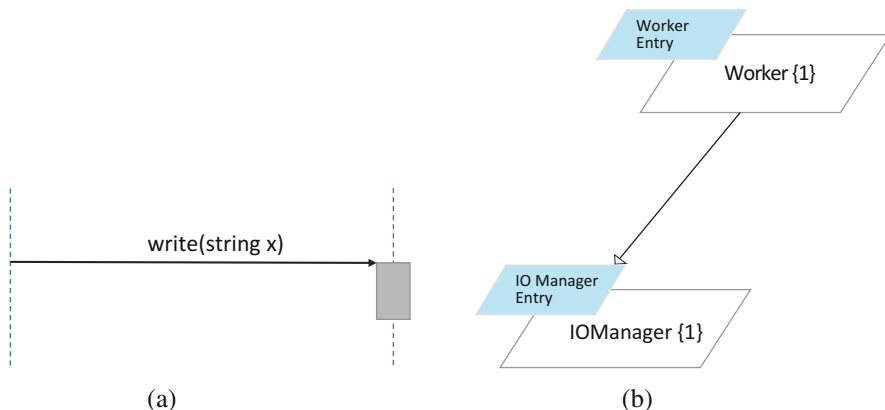 Worker
Entry
Worker {1}
write(string x)
IO Manager
Entry
IOManager {1}
(a)
(b)